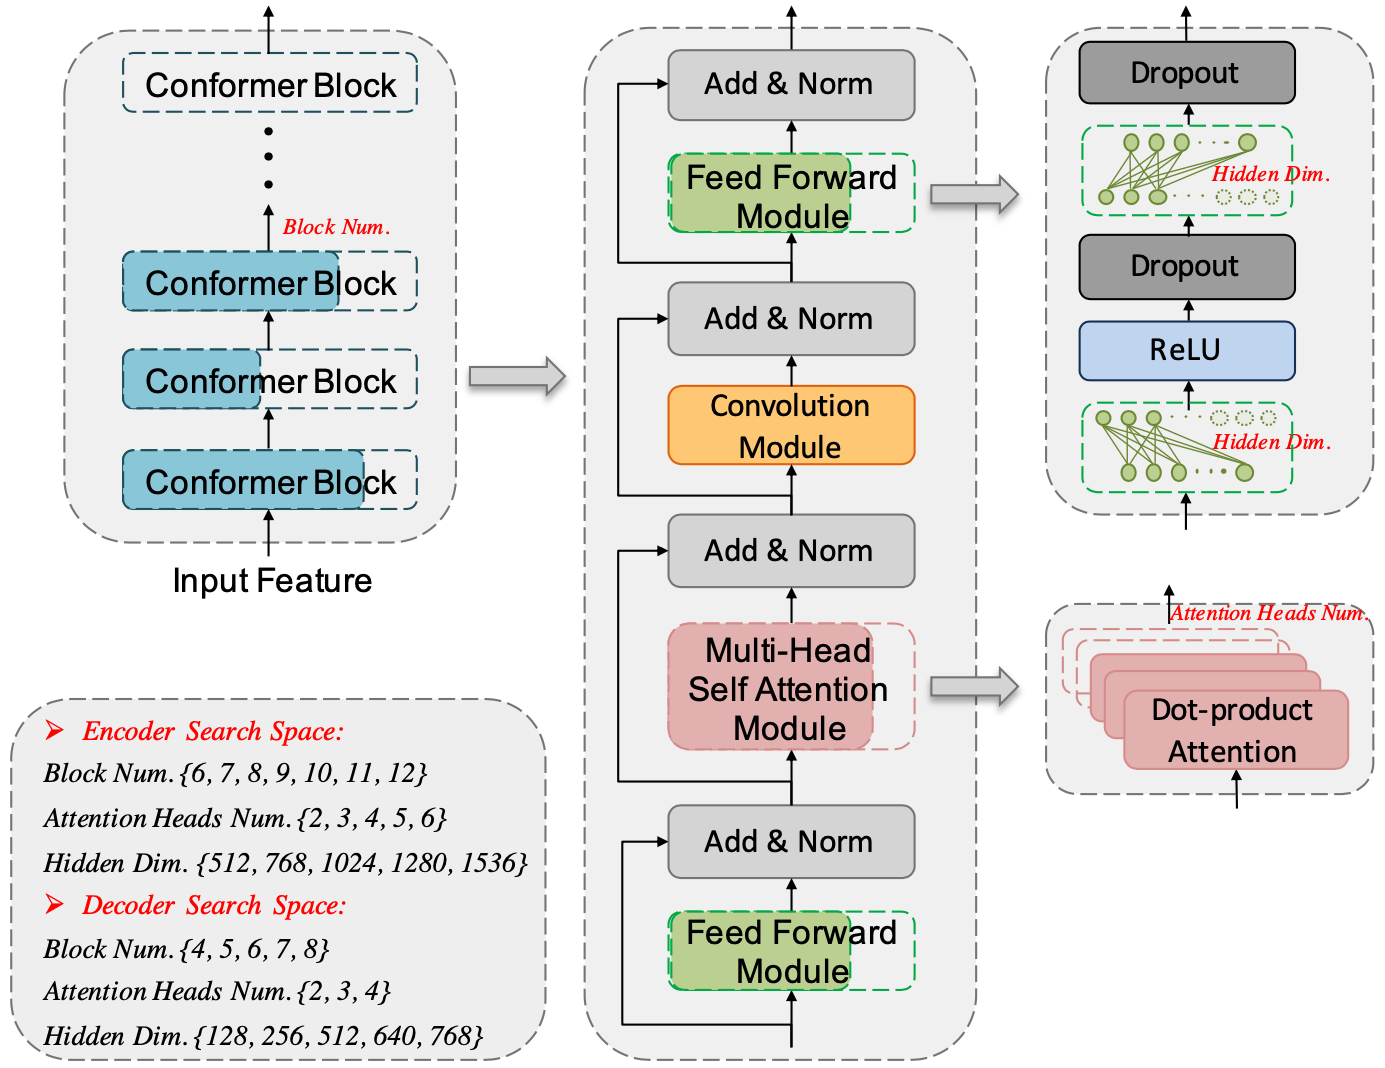 Conformer Block
Block Num.
Conformer Block
Conformer Block
Conformer Block
Input Feature
➢ Encoder Search Space:
Block Num. {6, 7, 8, 9, 10, 11, 12}
Attention Heads Num. {2, 3, 4, 5, 6}
Hidden Dim. {512, 768, 1024, 1280, 1536}
➢ Decoder Search Space:
Block Num. {4, 5, 6, 7, 8}
Attention Heads Num. {2, 3, 4}
Hidden Dim. {128, 256, 512, 640, 768}
Add & Norm
Feed Forward
Module
Add & Norm
Convolution
Module
Add & Norm
Multi-Head
Self Attention
Module
Add & Norm
Feed Forward
Module
Dropout
Hidden Dim.
Dropout
ReLU
Hidden Dim.
Attention Heads Num.
Dot-product
Attention